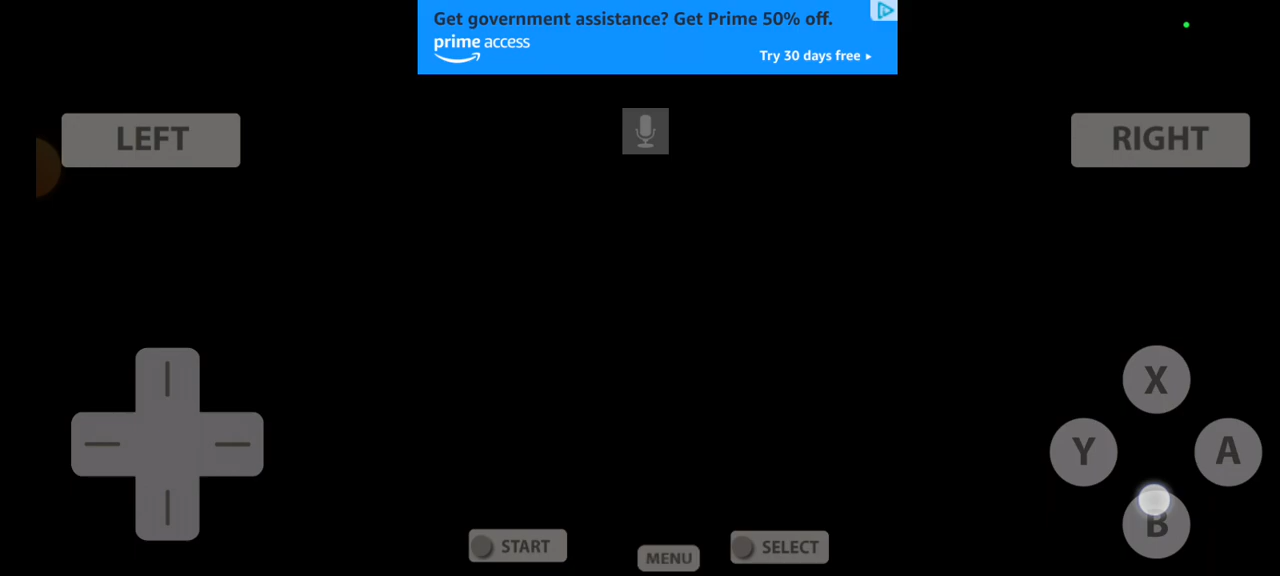 Get government assistance? Get Prime 50% off.
prime access
Try 30 days free ▸
LEFT
RIGHT
X
Y
A
B
START
SELECT
MENU